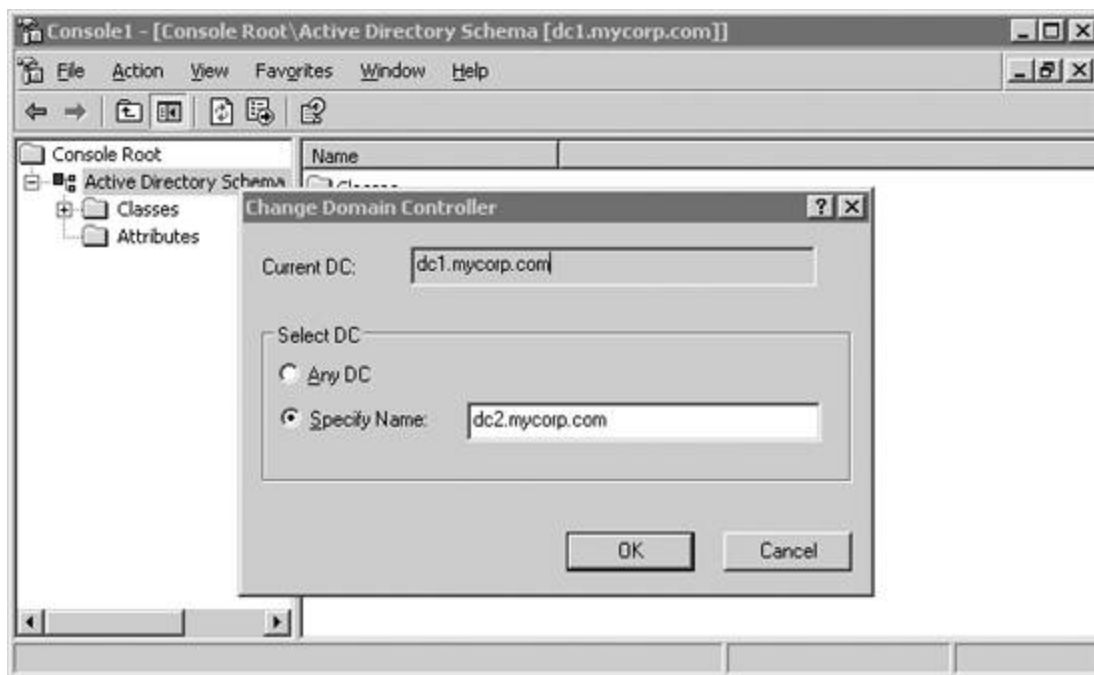 Console1 - [Console Root\Active Directory Schema [dc1.mycorp.com]]
File Action View Favorites Window Help
Console Root
Name
Active Directory Schema
Classes
Classes
Attributes
Change Domain Controller
Current DC: dc1.mycorp.com
Select DC
Any DC
Specify Name: dc2.mycorp.com
OK Cancel